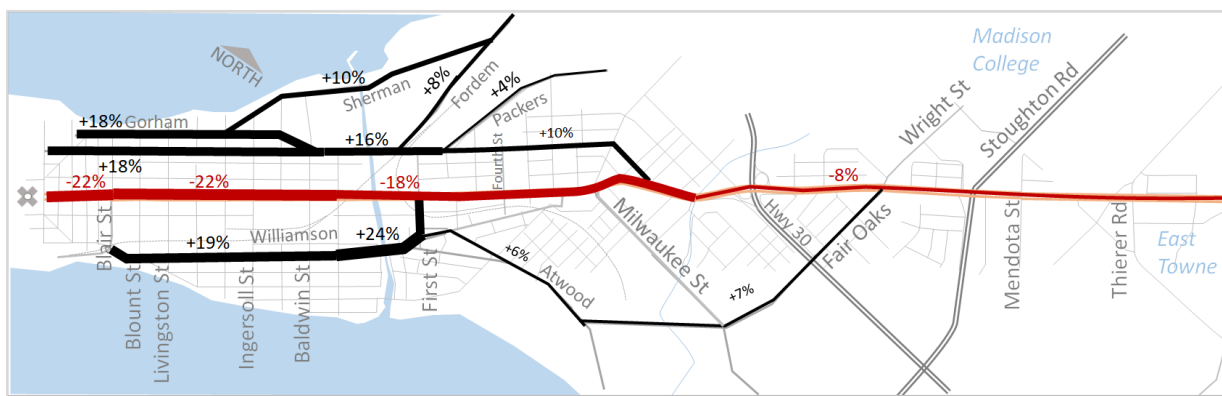 NORTH
Madison
College
+10%
Sherman
+8%
Fordem
+4%
Packers
Wright St
Stoughton Rd
+18%
Gorham
+16%
+10%
+18%
Fourth St
-22%
-22%
-18%
-8%
Blair St
+19%
Williamson
+24%
First St
+6%
Atwood
Milwaukee St
Hwy 30
Fair Oaks
+7%
Mendota St
Thierer Rd
East
Towne
Blount St
Livingston St
Ingersoll St
Baldwin St